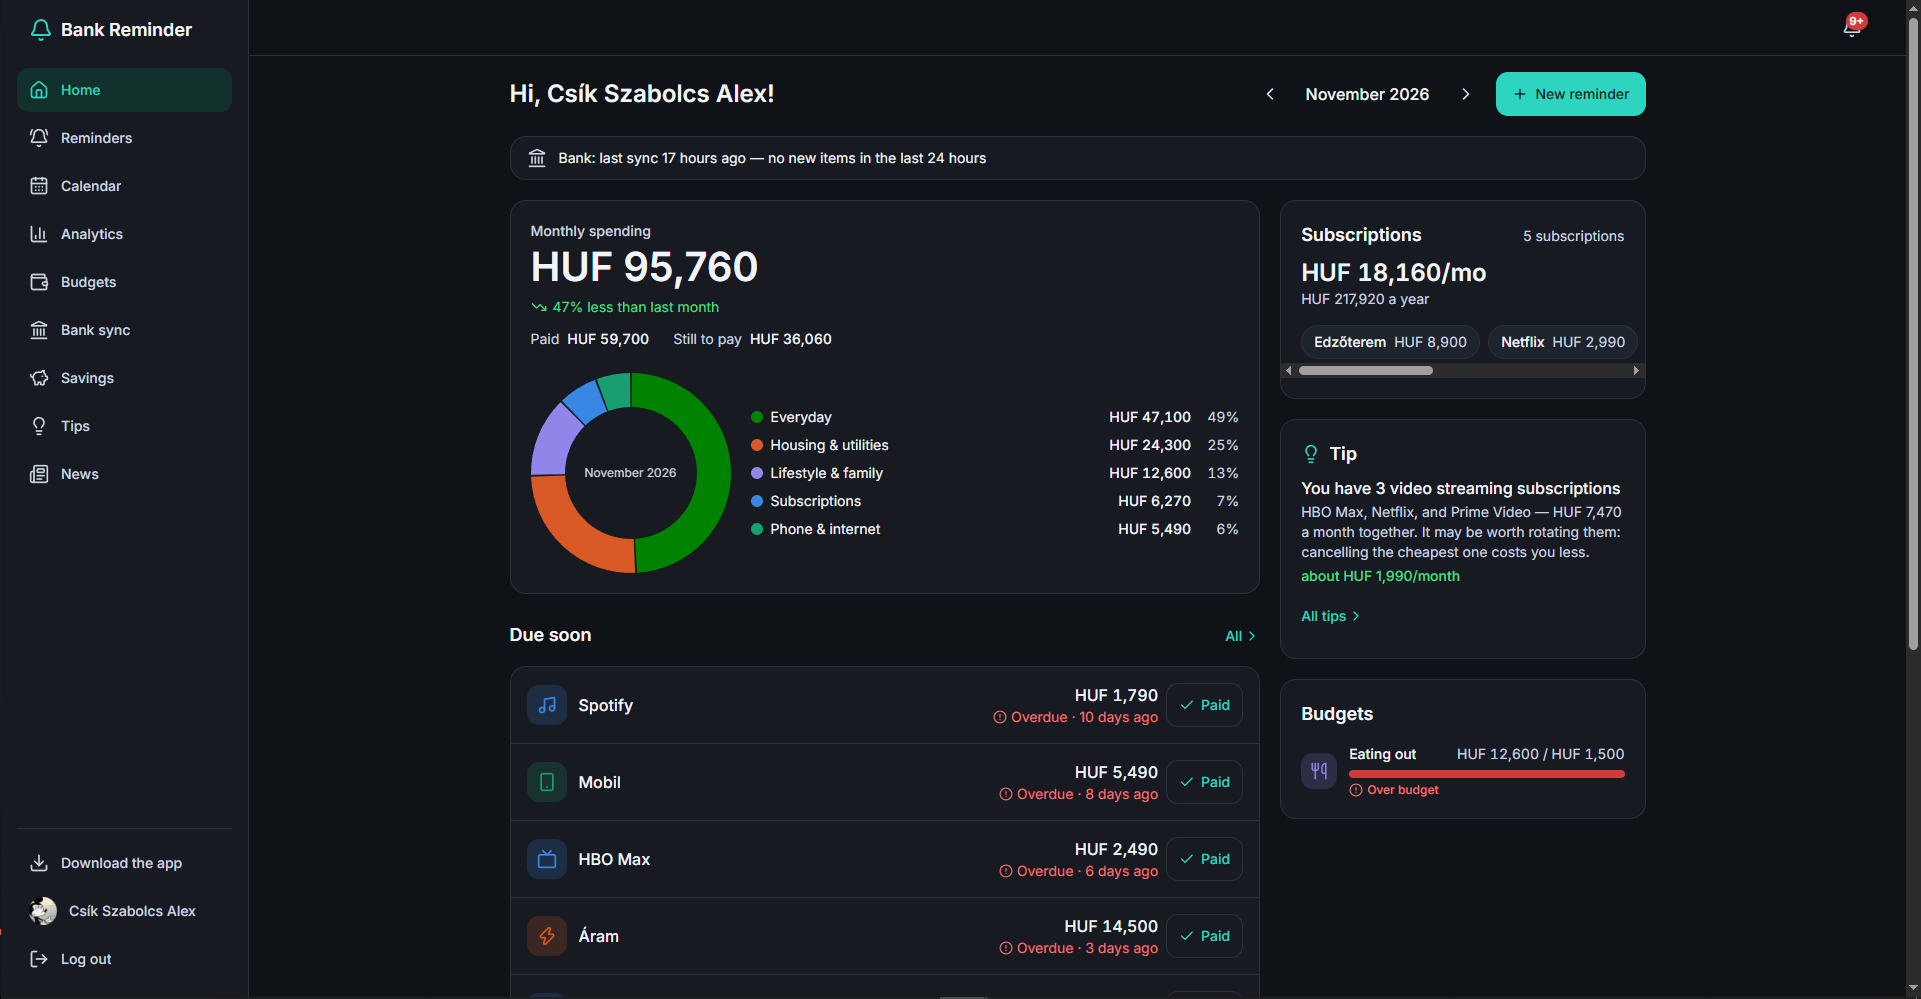 Bank Reminder
9+
Home
Reminders
Calendar
Analytics
Budgets
Bank sync
Savings
Tips
News
Download the app
Csík Szabolcs Alex
Log out
Hi, Csík Szabolcs Alex!
November 2026
+ New reminder
Bank: last sync 17 hours ago — no new items in the last 24 hours
Monthly spending
HUF 95,760
47% less than last month
Paid HUF 59,700 Still to pay HUF 36,060
November 2026
Everyday HUF 47,100 49%
Housing & utilities HUF 24,300 25%
Lifestyle & family HUF 12,600 13%
Subscriptions HUF 6,270 7%
Phone & internet HUF 5,490 6%
Due soon
All
Spotify
HUF 1,790
Overdue · 10 days ago
Paid
Mobil
HUF 5,490
Overdue · 8 days ago
Paid
HBO Max
HUF 2,490
Overdue · 6 days ago
Paid
Áram
HUF 14,500
Overdue · 3 days ago
Paid
Subscriptions
5 subscriptions
HUF 18,160/mo
HUF 217,920 a year
Edzőterem HUF 8,900
Netflix HUF 2,990
Tip
You have 3 video streaming subscriptions
HBO Max, Netflix, and Prime Video — HUF 7,470
a month together. It may be worth rotating them:
cancelling the cheapest one costs you less.
about HUF 1,990/month
All tips
Budgets
Eating out HUF 12,600 / HUF 1,500
Over budget